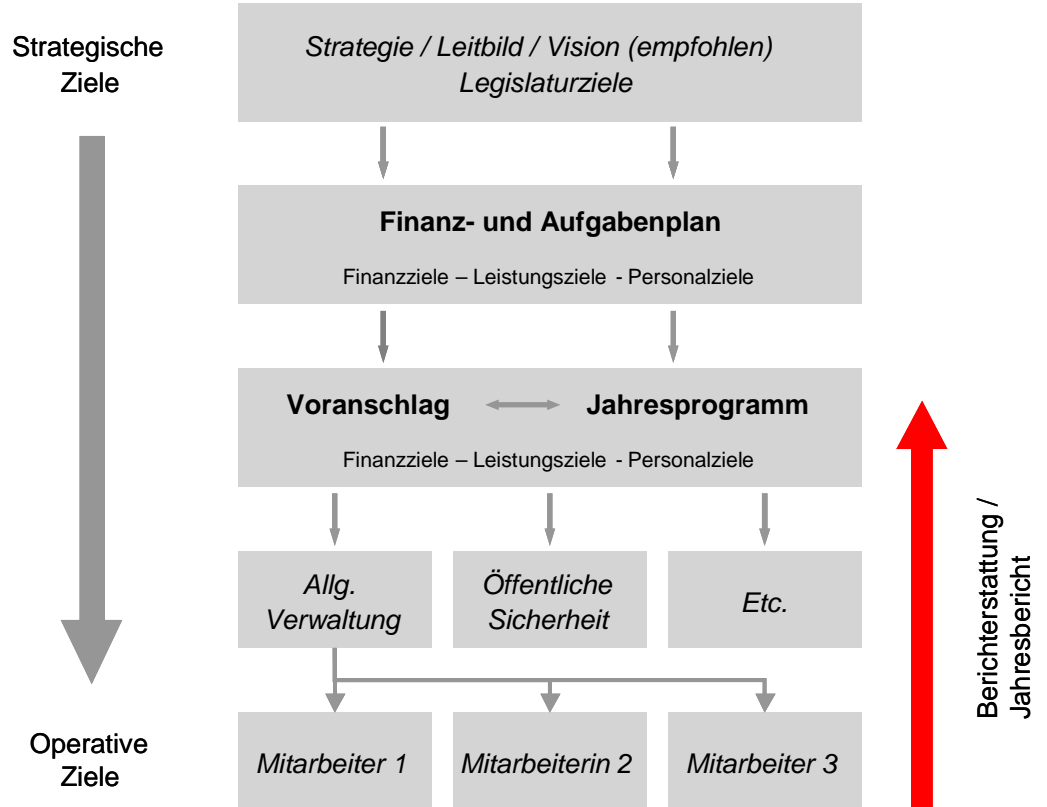 Strategische
Ziele
Strategie / Leitbild / Vision (empfohlen)
Legislaturziele
Finanz- und Aufgabenplan
Finanzziele – Leistungsziele - Personalziele
Voranschlag
Jahresprogramm
Finanzziele – Leistungsziele - Personalziele
Allg.
Verwaltung
Öffentliche
Sicherheit
Etc.
Operative
Ziele
Mitarbeiter 1
Mitarbeiterin 2
Mitarbeiter 3
Berichterstattung /
Jahresbericht